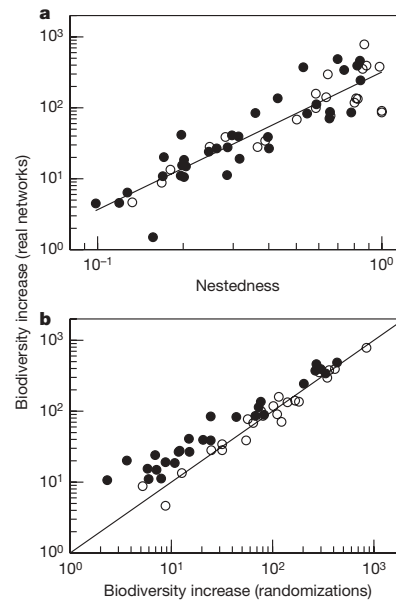 a
10³
10²
10¹
10⁰
10⁻¹
10⁰
Nestedness
Biodiversity increase (real networks)
b
10³
10²
10¹
10⁰
10⁰
10¹
10²
10³
Biodiversity increase (randomizations)